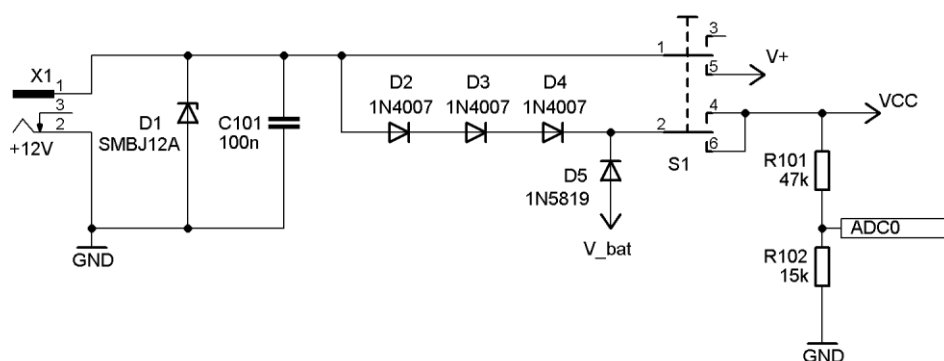 X1
1
3
2
+12V
D1
SMBJ12A
C101
100n
GND
D2
1N4007
D3
1N4007
D4
1N4007
D5
1N5819
V_bat
1
3
5
V+
2
4
6
S1
VCC
R101
47k
ADC0
R102
15k
GND